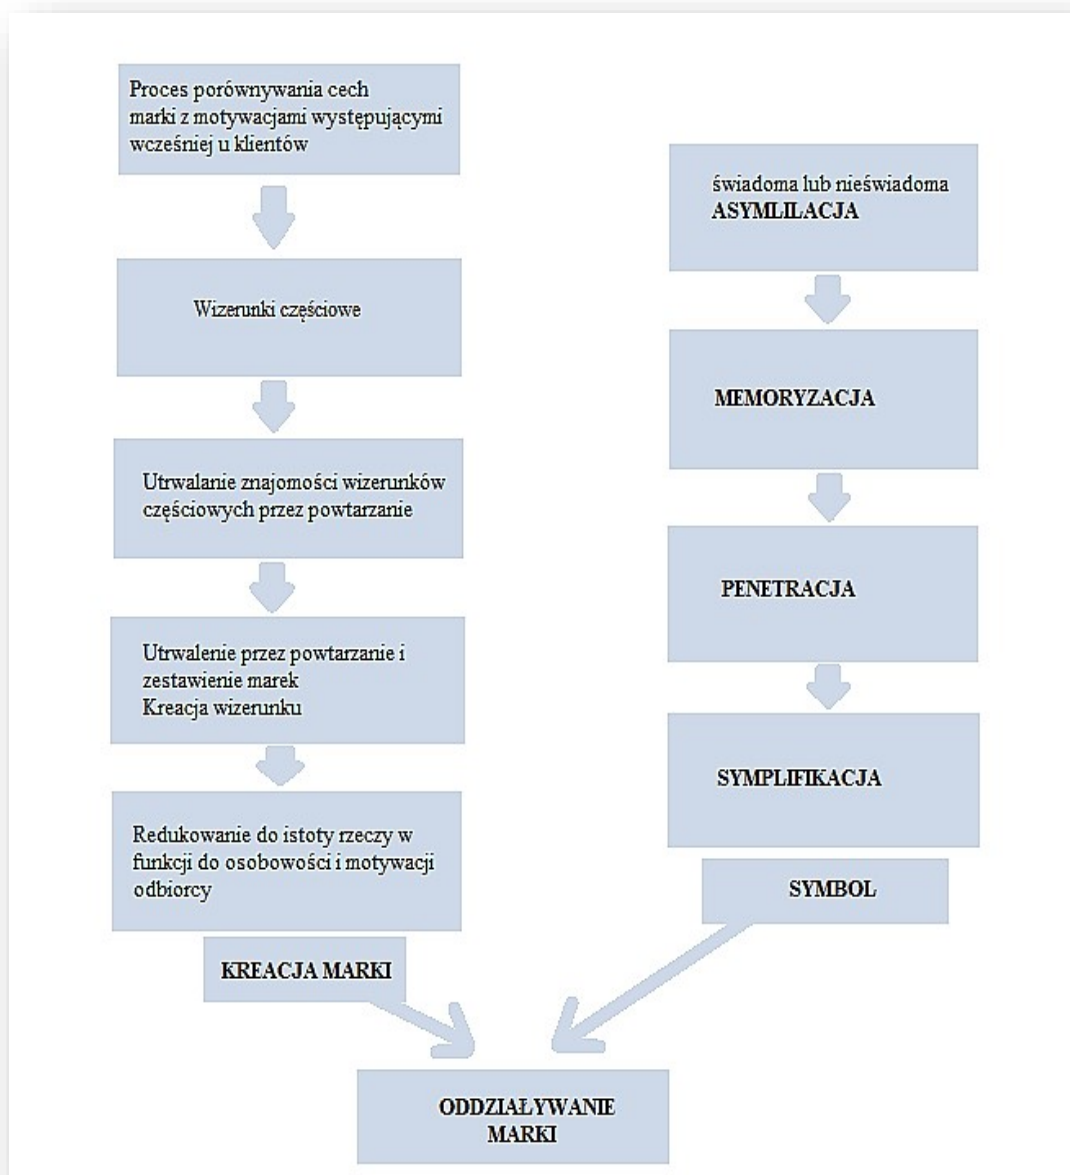 Proces porównywania cech
marki z motywacjami występującymi
wcześniej u klientów
Wizerunki częściowe
Utrwalanie znajomości wizerunków
częściowych przez powtarzanie
Utrwalenie przez powtarzanie i
zestawienie marek
Kreacja wizerunku
Redukowanie do istoty rzeczy w
funkcji do osobowości i motywacji
odbiorcy
KREACJA MARKI
świadoma lub nieświadoma
ASYMLILACJA
MEMORYZACJA
PENETRACJA
SYMPLIFIKACJA
SYMBOL
ODDZIAŁYWANIE
MARKI